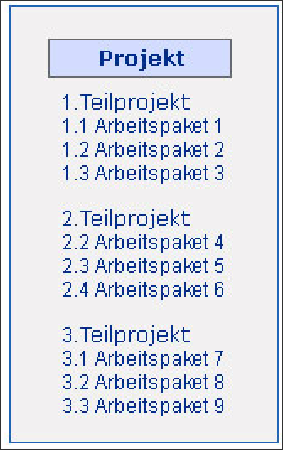 Projekt
1.Teilprojekt
1.1 Arbeitspaket 1
1.2 Arbeitspaket 2
1.3 Arbeitspaket 3
2.Teilprojekt
2.2 Arbeitspaket 4
2.3 Arbeitspaket 5
2.4 Arbeitspaket 6
3.Teilprojekt
3.1 Arbeitspaket 7
3.2 Arbeitspaket 8
3.3 Arbeitspaket 9